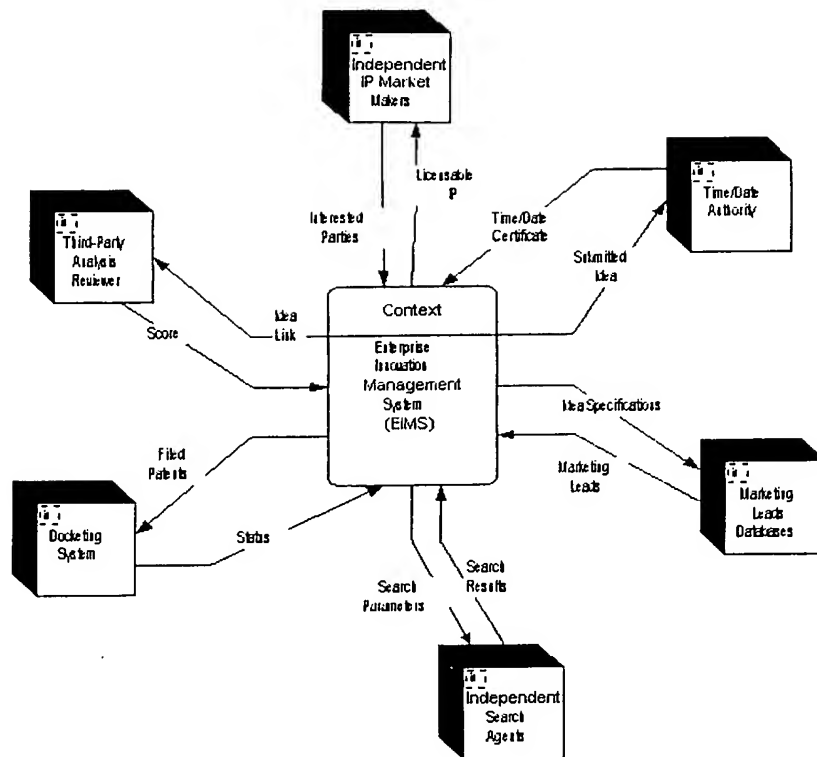 Independent
IP Market
Makers
Licensable
IP
Interested
Parties
Time/Date
Certificate
Time/Date
Authority
Submitted
Idea
Third-Party
Analysis
Reviewer
Idea
Link
Score
Context
Enterprise
Innovation
Management
System
(EIMS)
Idea Specifications
Marketing
Leads
Marketing
Leads
Databases
Filed
Patents
Docketing
System
Status
Search
Parameters
Search
Results
Independent
Search
Agents